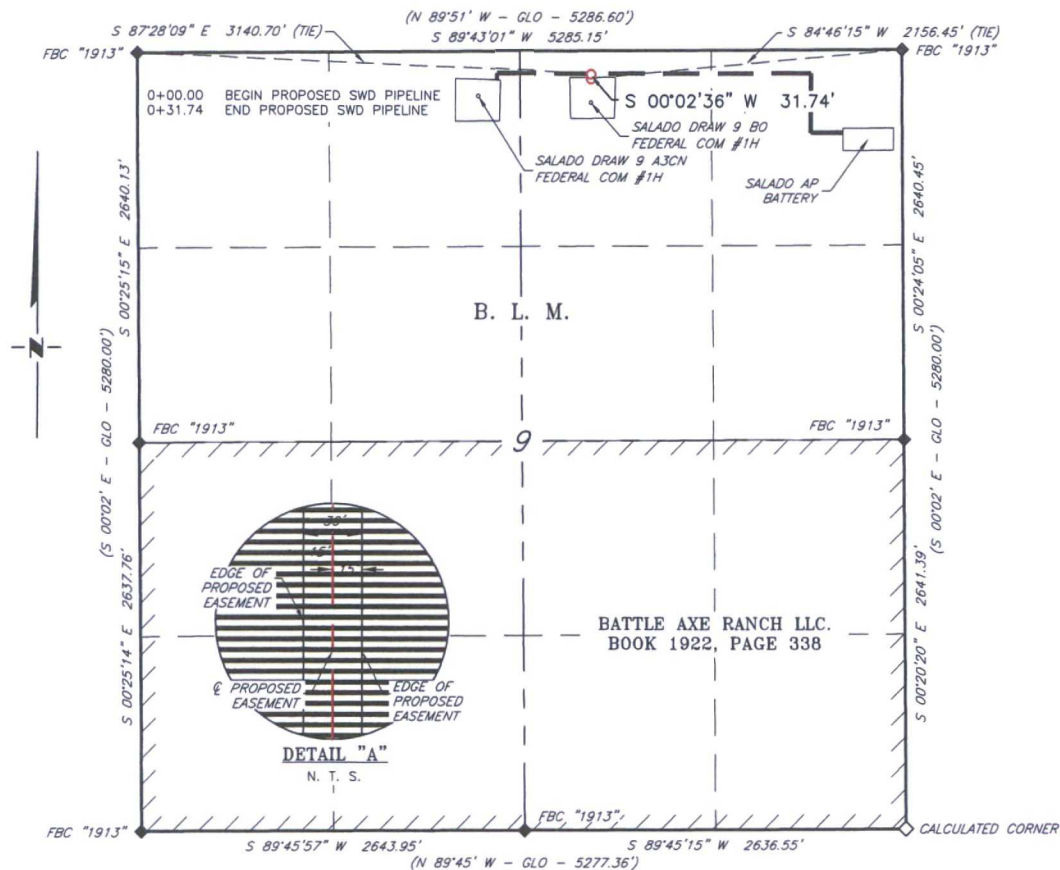 (N 89°51' W - GLO - 5286.60')
S 87°28'09" E 3140.70' (TIE)
S 89°43'01" W 5285.15'
S 84°46'15" W 2156.45' (TIE)
FBC "1913"
FBC "1913"
0+00.00 BEGIN PROPOSED SWD PIPELINE
0+31.74 END PROPOSED SWD PIPELINE
S 00°02'36" W 31.74'
SALADO DRAW 9 BO
FEDERAL COM #1H
SALADO DRAW 9 A3CN
FEDERAL COM #1H
SALADO AP
BATTERY
S 00°25'15" E 2640.13'
S 00°24'05" E 2640.45'
N
B. L. M.
(S 00°02' E - GLO - 5280.00')
(S 00°02' E - GLO - 5280.00')
FBC "1913"
FBC "1913"
9
30'
15'
15'
EDGE OF
PROPOSED
EASEMENT
℄ PROPOSED
EASEMENT
EDGE OF
PROPOSED
EASEMENT
DETAIL "A"
N. T. S.
BATTLE AXE RANCH LLC.
BOOK 1922, PAGE 338
S 00°25'14" E 2637.76'
S 00°20'20" E 2641.39'
FBC "1913"
FBC "1913"
CALCULATED CORNER
S 89°45'57" W 2643.95'
S 89°45'15" W 2636.55'
(N 89°45' W - GLO - 5277.36')